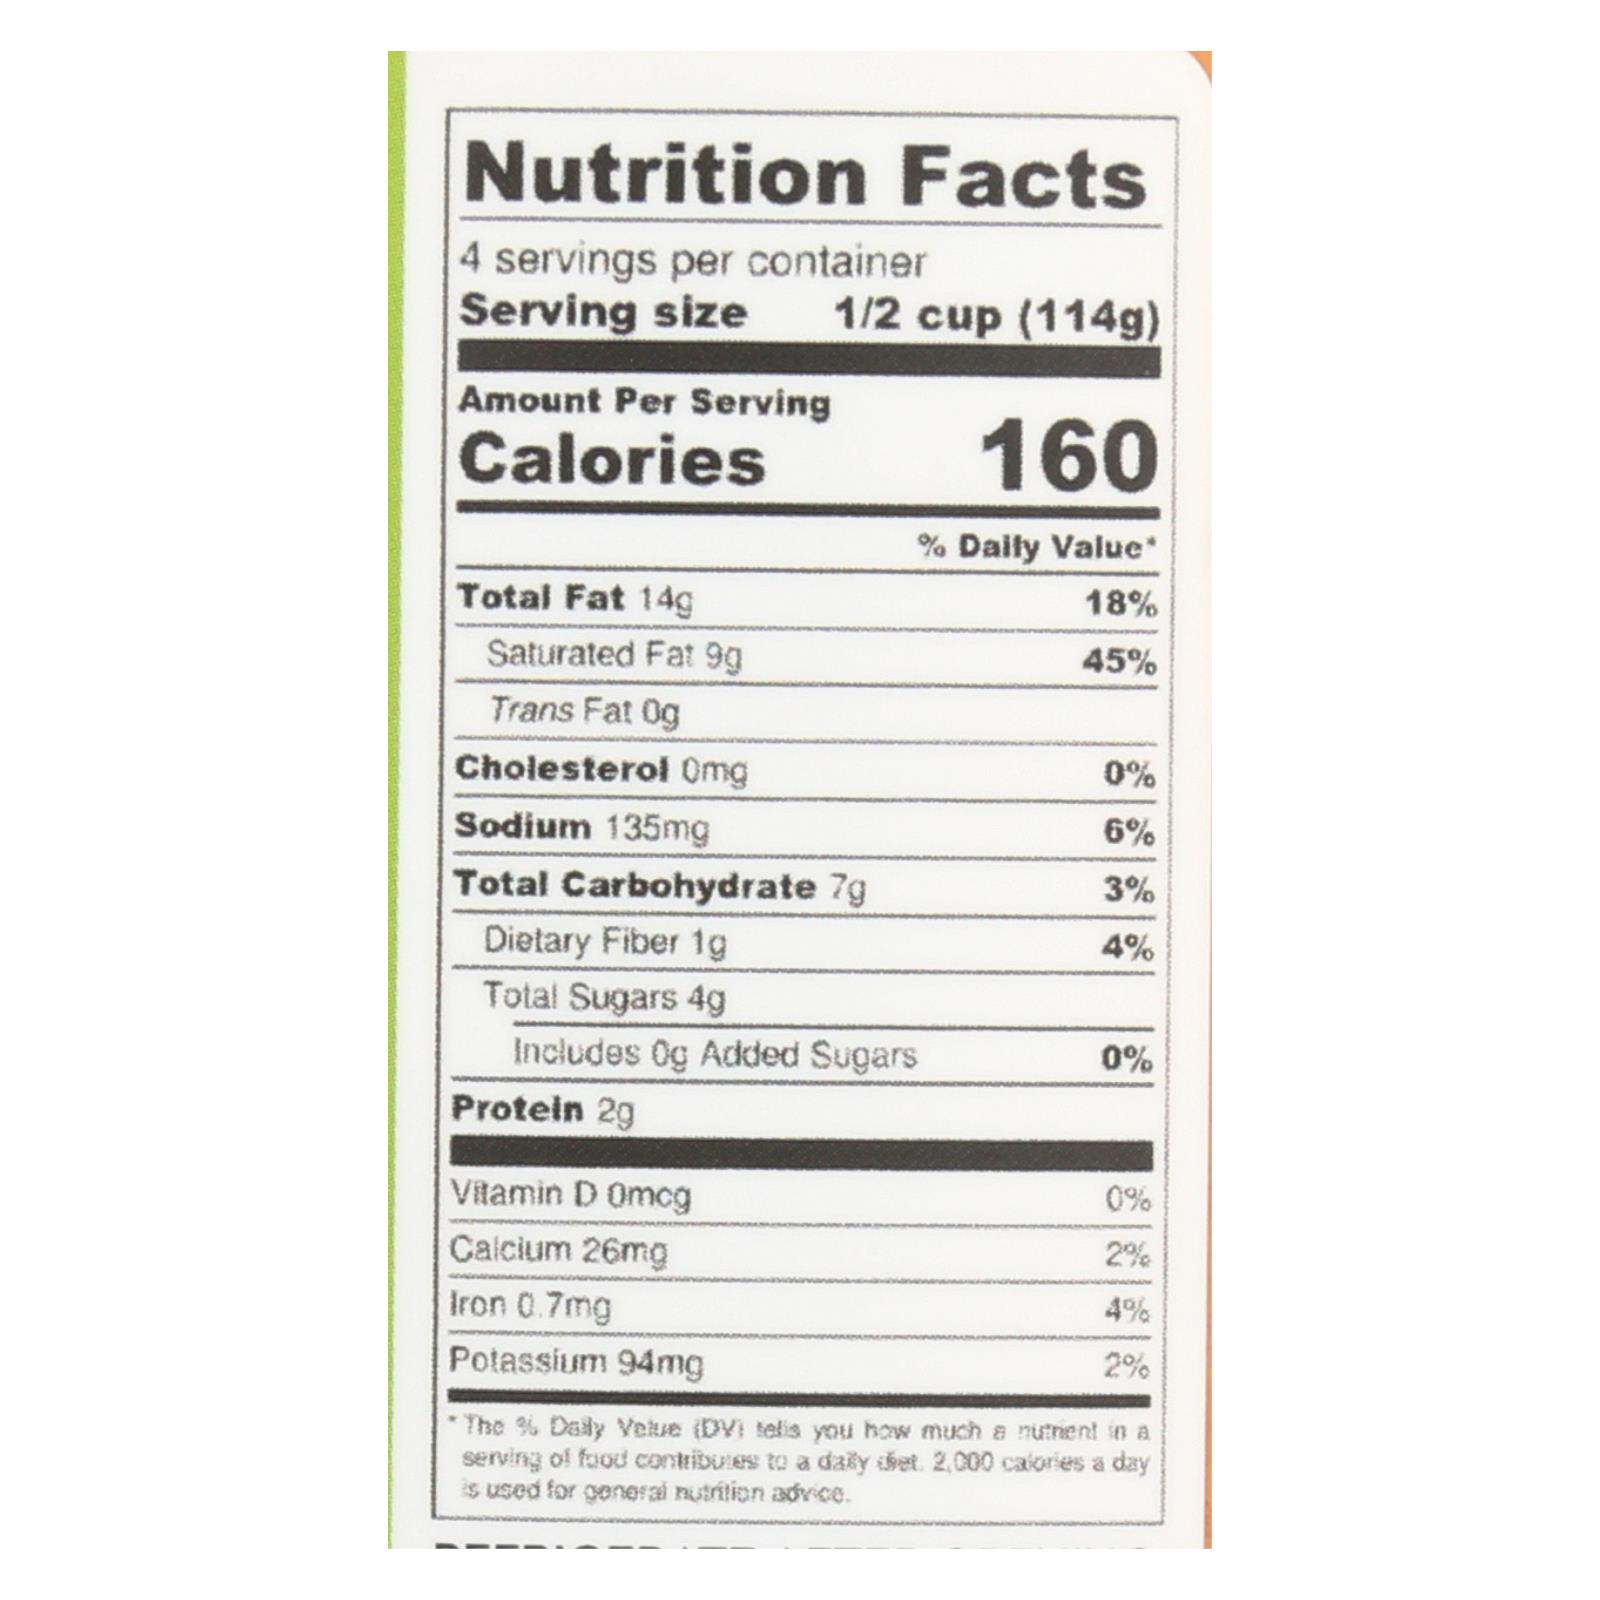 Nutrition Facts
4 servings per container
Serving size 1/2 cup (114g)
Amount Per Serving
Calories 160
% Daily Value*
Total Fat 14g 18%
Saturated Fat 9g 45%
Trans Fat 0g
Cholesterol 0mg 0%
Sodium 135mg 6%
Total Carbohydrate 7g 3%
Dietary Fiber 1g 4%
Total Sugars 4g
Includes 0g Added Sugars 0%
Protein 2g
Vitamin D 0mcg 0%
Calcium 26mg 2%
Iron 0.7mg 4%
Potassium 94mg 2%
* The % Daily Value (DV) tells you how much a nutrient in a
serving of food contributes to a daily diet. 2,000 calories a day
is used for general nutrition advice.